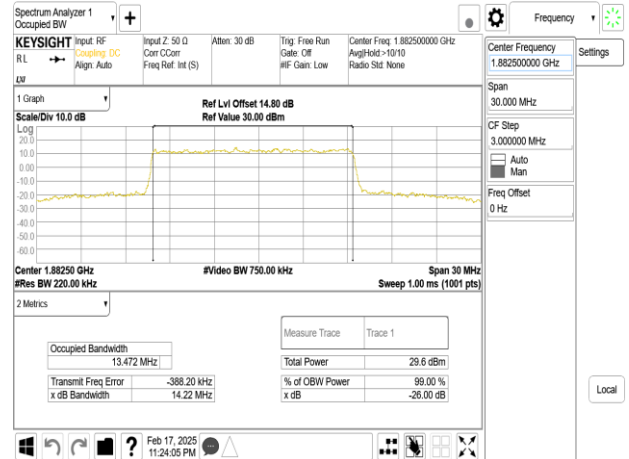 Spectrum Analyzer 1
Occupied BW
Frequency
KEYSIGHT
Input: RF
Coupling: DC
Align: Auto
Input Z: 50 Ω
Corr CCorr
Freq Ref: Int (S)
Atten: 30 dB
Trig: Free Run
Gate: Off
#IF Gain: Low
Center Freq: 1.882500000 GHz
Avg|Hold:>10/10
Radio Std: None
RL
LXI
Center Frequency
1.882500000 GHz
Settings
Span
30.000 MHz
CF Step
3.000000 MHz
Auto
Man
Freq Offset
0 Hz
Local
1 Graph
Ref Lvl Offset 14.80 dB
Scale/Div 10.0 dB
Ref Value 30.00 dBm
Log
20.0
10.0
0.00
-10.0
-20.0
-30.0
-40.0
-50.0
-60.0
Center 1.88250 GHz
#Video BW 750.00 kHz
Span 30 MHz
#Res BW 220.00 kHz
Sweep 1.00 ms (1001 pts)
2 Metrics
Measure Trace
Trace 1
Occupied Bandwidth
13.472 MHz
Total Power
29.6 dBm
Transmit Freq Error
-388.20 kHz
% of OBW Power
99.00 %
x dB Bandwidth
14.22 MHz
x dB
-26.00 dB
Feb 17, 2025
11:24:05 PM